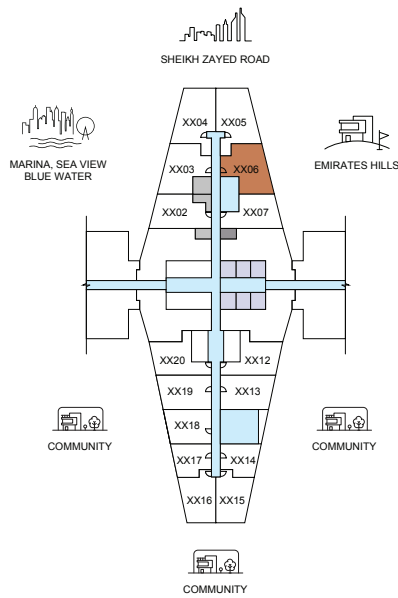 SHEIKH ZAYED ROAD
XX04 XX05
MARINA, SEA VIEW
BLUE WATER
EMIRATES HILLS
XX03 XX06
XX02 XX07
XX20 XX12
XX19 XX13
XX18
XX17 XX14
XX16 XX15
COMMUNITY
COMMUNITY
COMMUNITY